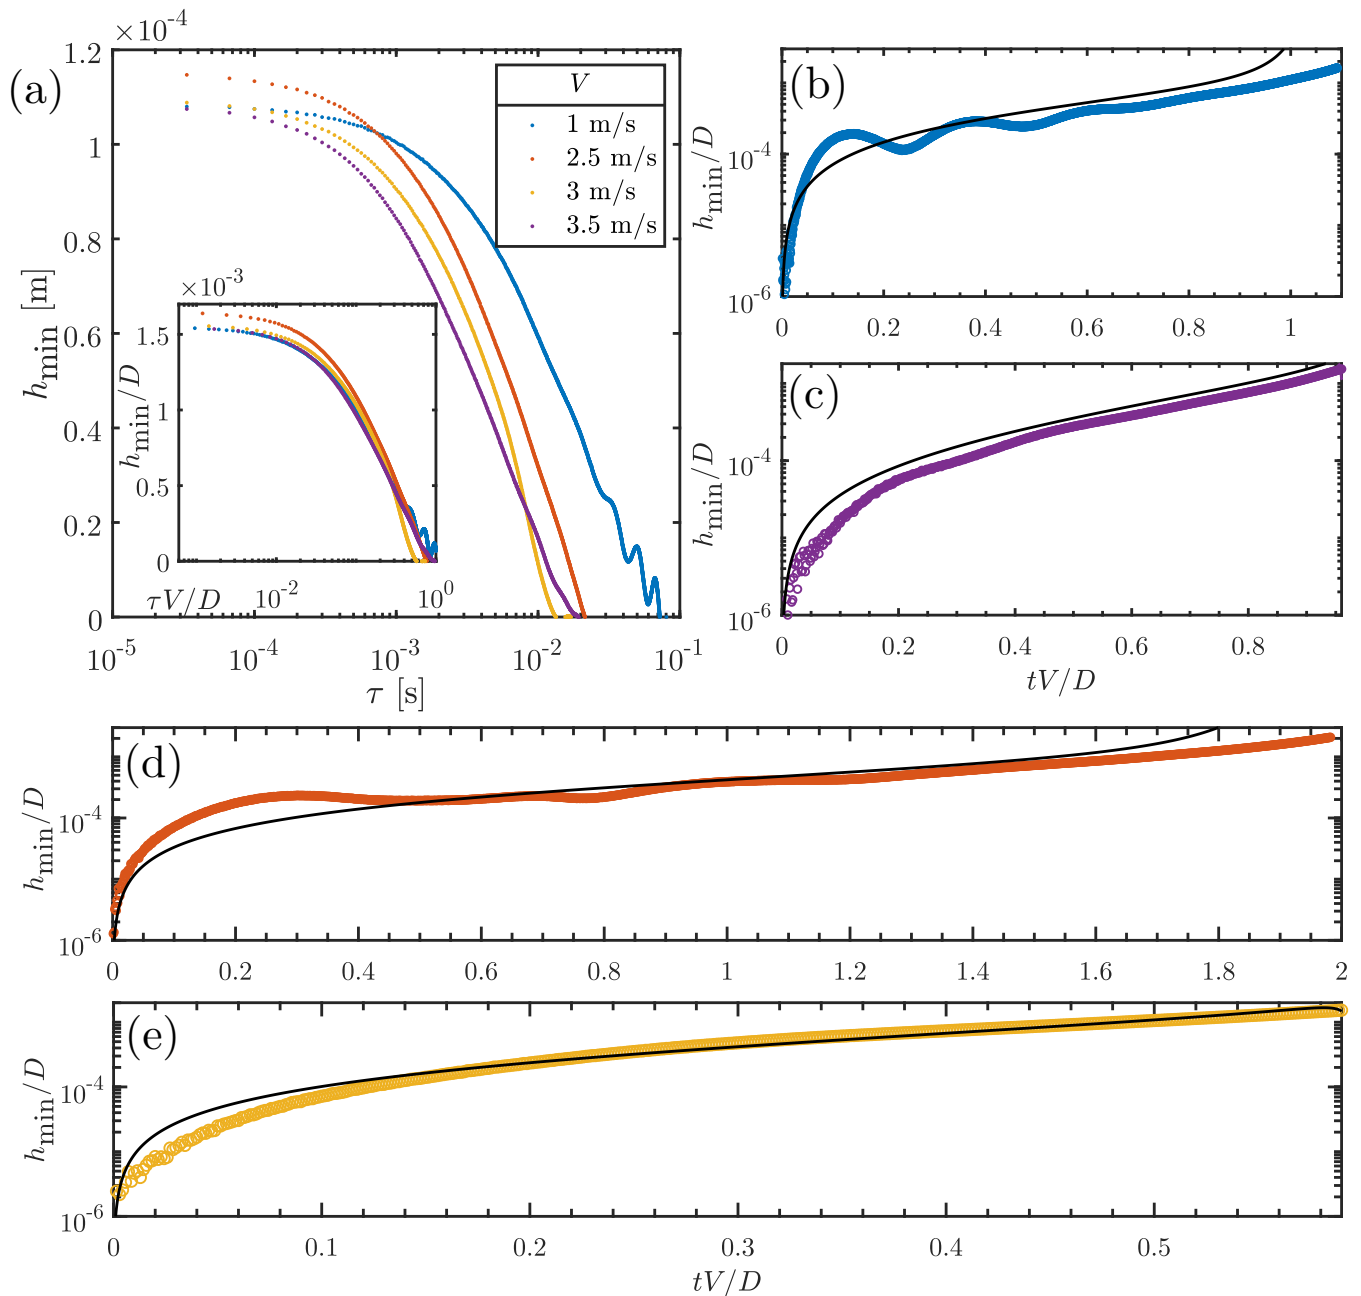 (a)
×10⁻⁴
1.2
1
0.8
0.6
0.4
0.2
0
h_min [m]
10⁻⁵ 10⁻⁴ 10⁻³ 10⁻² 10⁻¹
τ [s]
V
1 m/s
2.5 m/s
3 m/s
3.5 m/s
×10⁻³
1.5
1
0.5
0
h_min/D
τV/D 10⁻² 10⁰
(b)
h_min/D
10⁻⁴
10⁻⁶
0 0.2 0.4 0.6 0.8 1
(c)
h_min/D
10⁻⁴
10⁻⁶
0 0.2 0.4 0.6 0.8
tV/D
(d)
h_min/D
10⁻⁴
10⁻⁶
0 0.2 0.4 0.6 0.8 1 1.2 1.4 1.6 1.8 2
(e)
h_min/D
10⁻⁴
10⁻⁶
0 0.1 0.2 0.3 0.4 0.5
tV/D